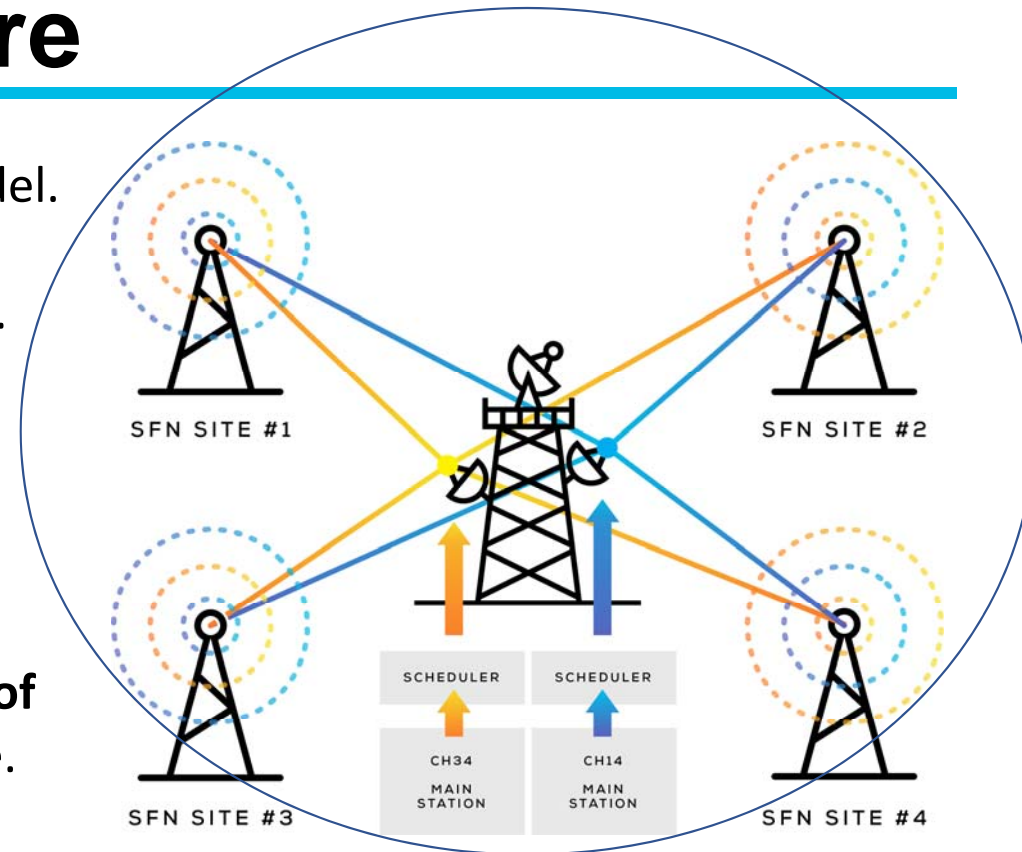 re
del.
.
SFN SITE #1
SFN SITE #2
SCHEDULER
SCHEDULER
of
e.
CH34
MAIN
STATION
CH14
MAIN
STATION
SFN SITE #3
SFN SITE #4